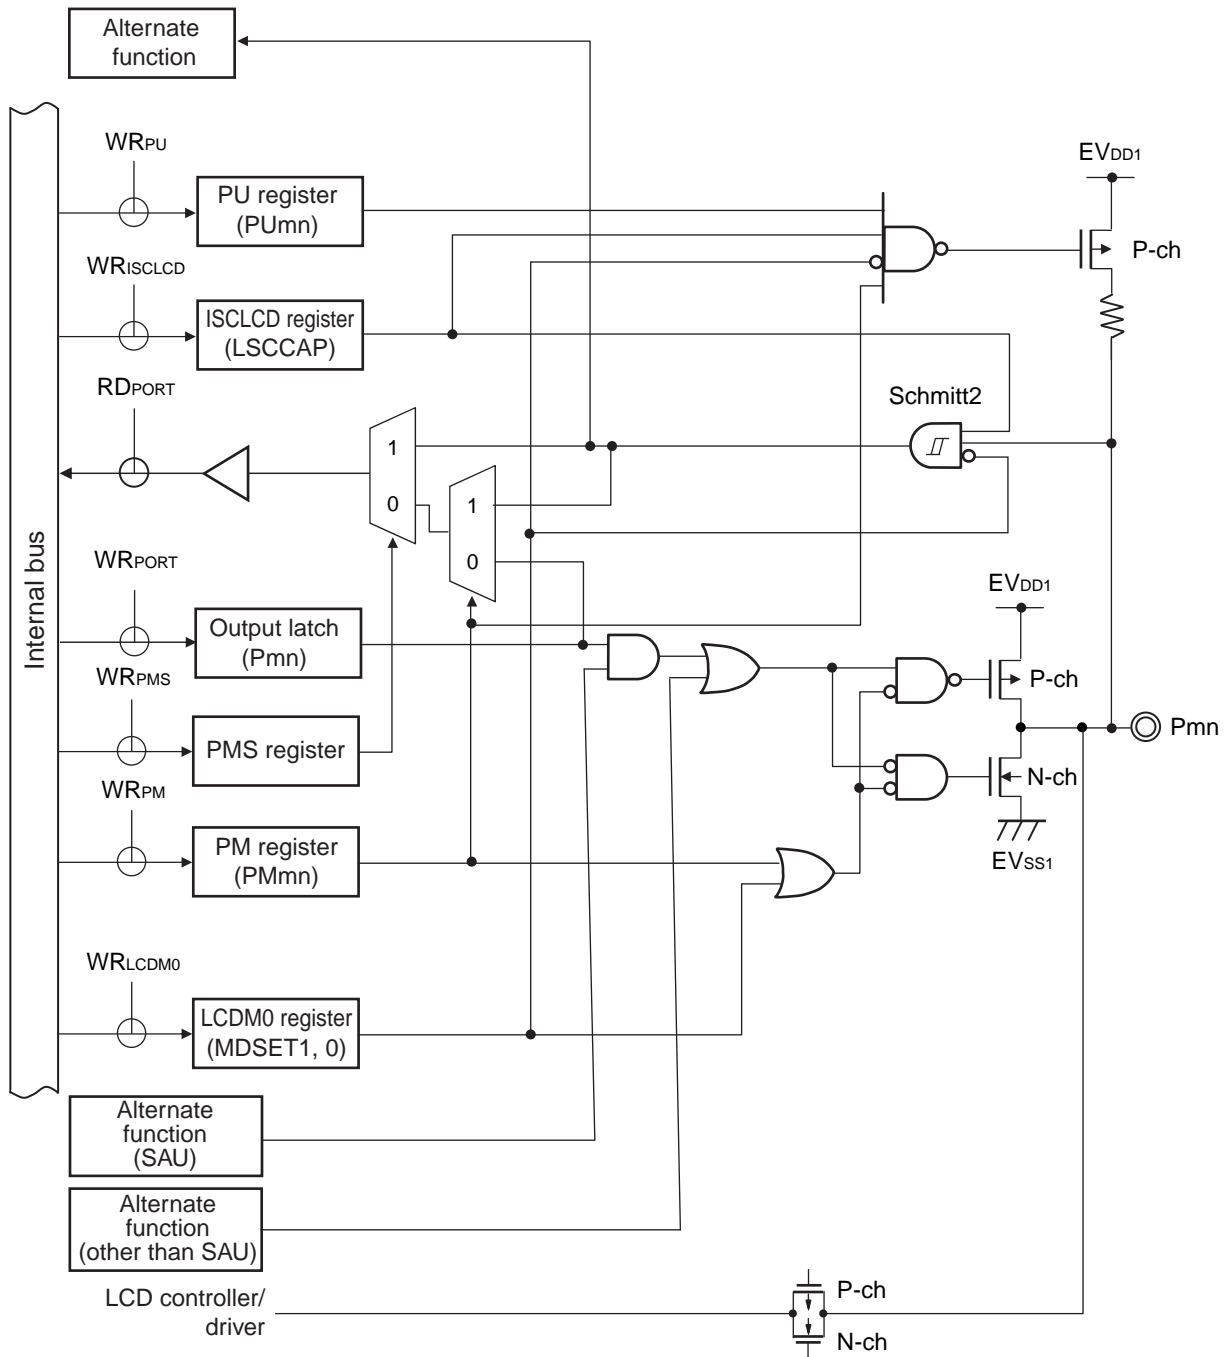 Alternate
function
WRPU
EVDD1
PU register
(PUmn)
P-ch
WRISCLCD
ISCLCD register
(LSCCAP)
RDPORT
Schmitt2
1
0
1
0
Internal bus
WRPORT
EVDD1
Output latch
(Pmn)
WRPMS
P-ch
Pmn
PMS register
N-ch
WRPM
PM register
(PMmn)
EVSS1
WRLCDM0
LCDM0 register
(MDSET1, 0)
Alternate
function
(SAU)
Alternate
function
(other than SAU)
LCD controller/
driver
P-ch
N-ch